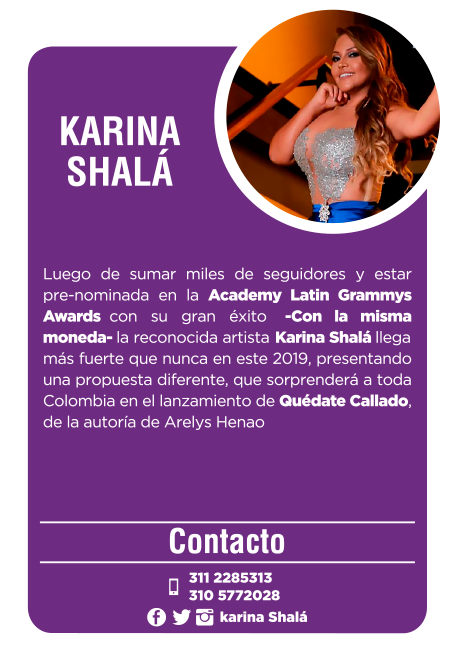 KARINA
SHALÁ
Luego de sumar miles de seguidores y estar
pre-nominada en la Academy Latin Grammys
Awards con su gran éxito -Con la misma
moneda- la reconocida artista Karina Shalá llega
más fuerte que nunca en este 2019, presentando
una propuesta diferente, que sorprenderá a toda
Colombia en el lanzamiento de Quédate Callado,
de la autoría de Arelys Henao
Contacto
311 2285313
310 5772028
karina Shalá